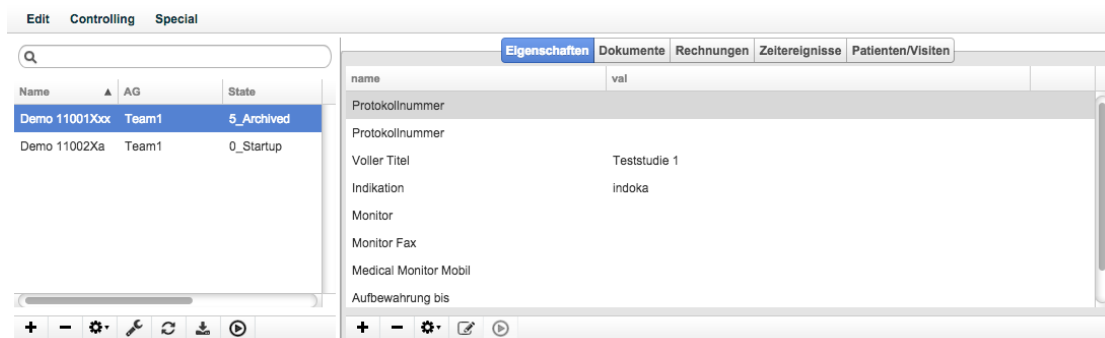 Edit Controlling Special
Eigenschaften Dokumente Rechnungen Zeitereignisse Patienten/Visiten
Name AG State
Demo 11001Xxx Team1 5_Archived
Demo 11002Xa Team1 0_Startup
name val
Protokollnummer
Protokollnummer
Voller Titel Teststudie 1
Indikation indoka
Monitor
Monitor Fax
Medical Monitor Mobil
Aufbewahrung bis